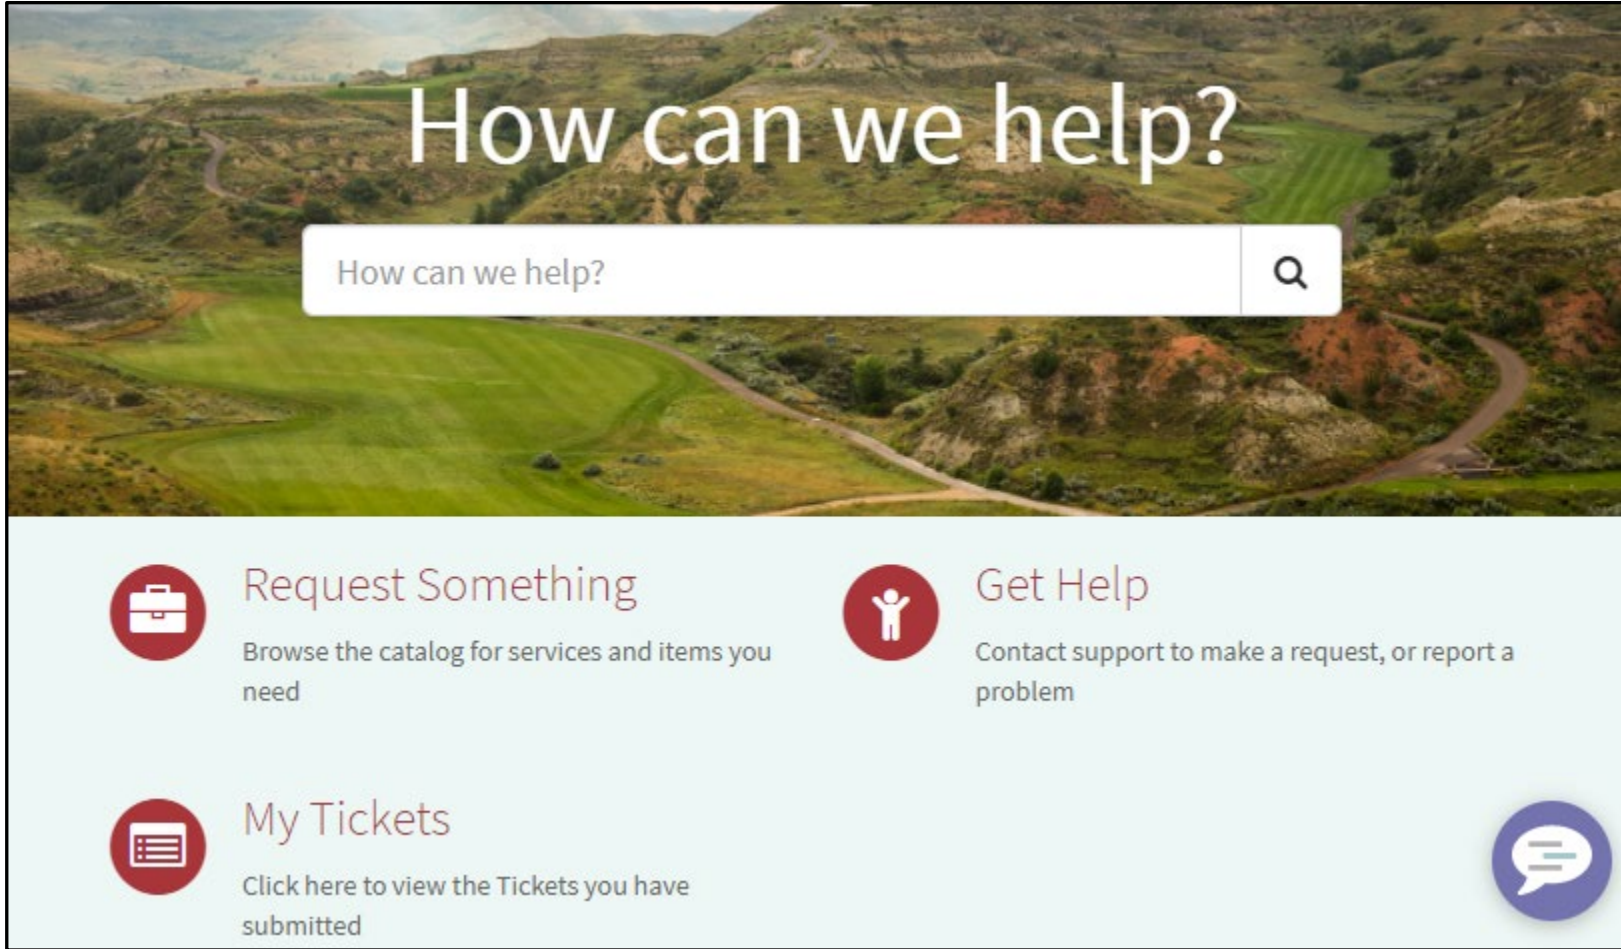 How can we help?
How can we help?
Request Something
Browse the catalog for services and items you
need
Get Help
Contact support to make a request, or report a
problem
My Tickets
Click here to view the Tickets you have
submitted